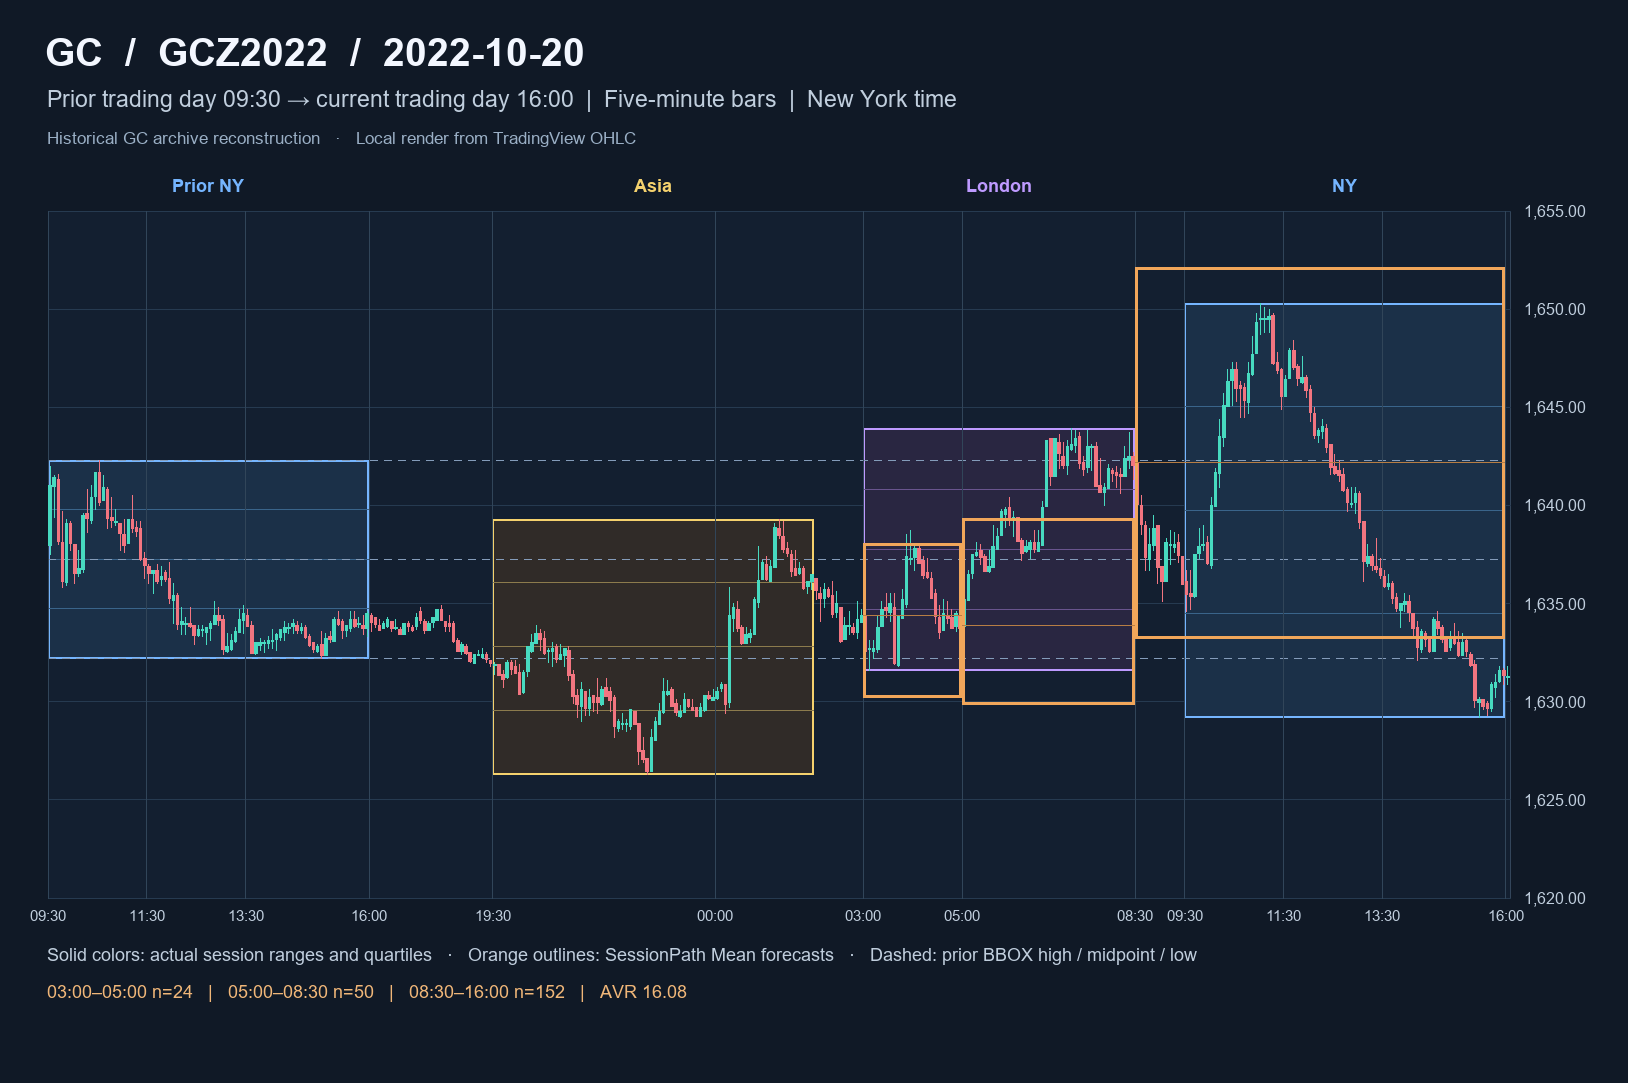 GC / GCZ2022 / 2022-10-20
Prior trading day 09:30 → current trading day 16:00 | Five-minute bars | New York time
Historical GC archive reconstruction · Local render from TradingView OHLC
Prior NY Asia London NY
1,655.00
1,650.00
1,645.00
1,640.00
1,635.00
1,630.00
1,625.00
1,620.00
09:30 11:30 13:30 16:00 19:30 00:00 03:00 05:00 08:30 09:30 11:30 13:30 16:00
Solid colors: actual session ranges and quartiles · Orange outlines: SessionPath Mean forecasts · Dashed: prior BBOX high / midpoint / low
03:00–05:00 n=24 | 05:00–08:30 n=50 | 08:30–16:00 n=152 | AVR 16.08